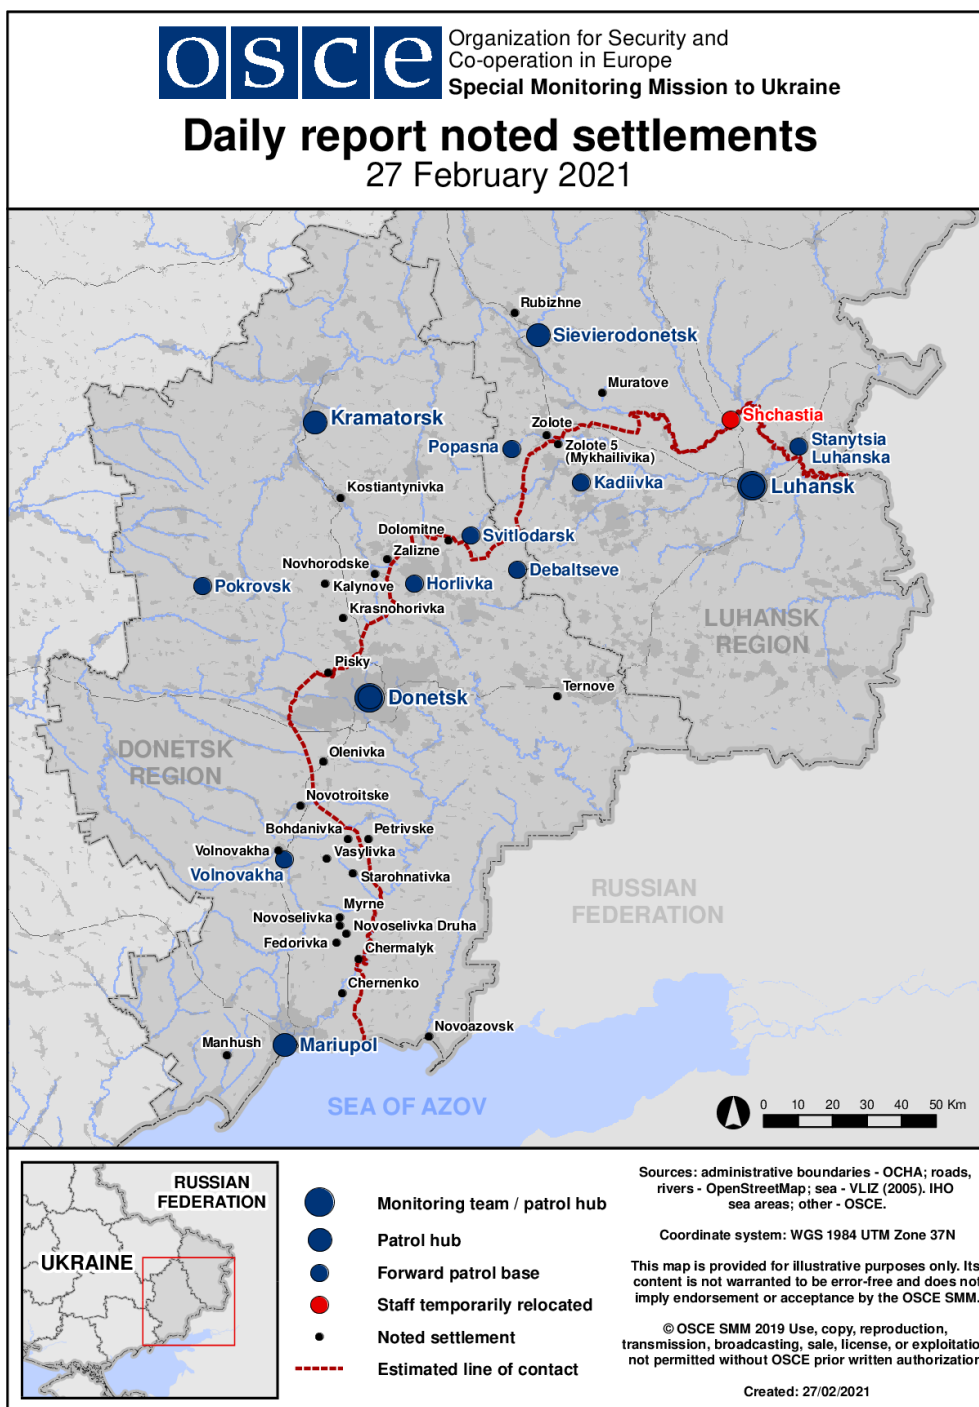 osce
Organization for Security and
Co-operation in Europe
Special Monitoring Mission to Ukraine
Daily report noted settlements
27 February 2021
Rubizhne
Sievierodonetsk
Muratove
Kramatorsk
Shchastia
Zolote
Popasna
Zolote 5
(Mykhailivika)
Stanytsia
Luhanska
Kadiivka
Luhansk
Kostiantynivka
Dolomitne
Svitlodarsk
Zalizne
Novhorodske
Debaltseve
Pokrovsk
Kalynove
Horlivka
Krasnohorivka
LUHANSK
REGION
Pisky
Ternove
Donetsk
DONETSK
REGION
Olenivka
Novotroitske
Bohdanivka
Petrivske
Volnovakha
Vasylivka
Volnovakha
Starohnativka
RUSSIAN
FEDERATION
Myrne
Novoselivka
Novoselivka Druha
Fedorivka
Chermalyk
Chernenko
Novoazovsk
Manhush
Mariupol
SEA OF AZOV
0 10 20 30 40 50 Km
RUSSIAN
FEDERATION
UKRAINE
Monitoring team / patrol hub
Patrol hub
Forward patrol base
Staff temporarily relocated
Noted settlement
Estimated line of contact
Sources: administrative boundaries - OCHA; roads,
rivers - OpenStreetMap; sea - VLIZ (2005). IHO
sea areas; other - OSCE.
Coordinate system: WGS 1984 UTM Zone 37N
This map is provided for illustrative purposes only. Its
content is not warranted to be error-free and does not
imply endorsement or acceptance by the OSCE SMM.
© OSCE SMM 2019 Use, copy, reproduction,
transmission, broadcasting, sale, license, or exploitatio
not permitted without OSCE prior written authorization
Created: 27/02/2021